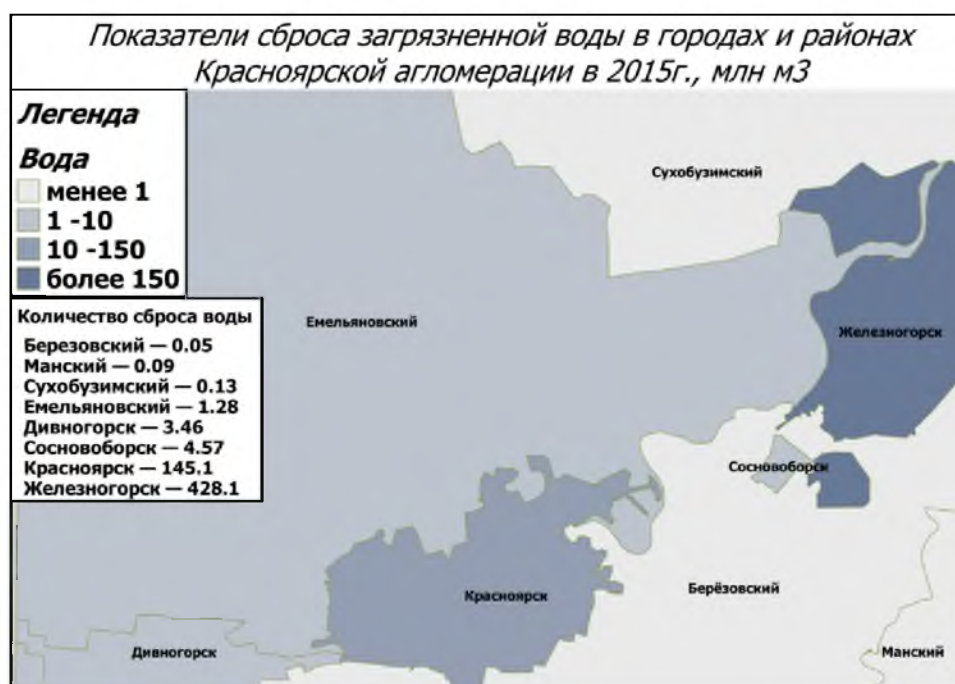 Показатели сброса загрязненной воды в городах и районах
Красноярской агломерации в 2015г., млн м3
Легенда
Вода
менее 1
1 -10
10 -150
более 150
Количество сброса воды
Березовский — 0.05
Манский — 0.09
Сухобузимский — 0.13
Емельяновский — 1.28
Дивногорск — 3.46
Сосновоборск — 4.57
Красноярск — 145.1
Железногорск — 428.1
Сухобузимский
Емельяновский
Железногорск
Сосновоборск
Берёзовский
Красноярск
Дивногорск
Манский